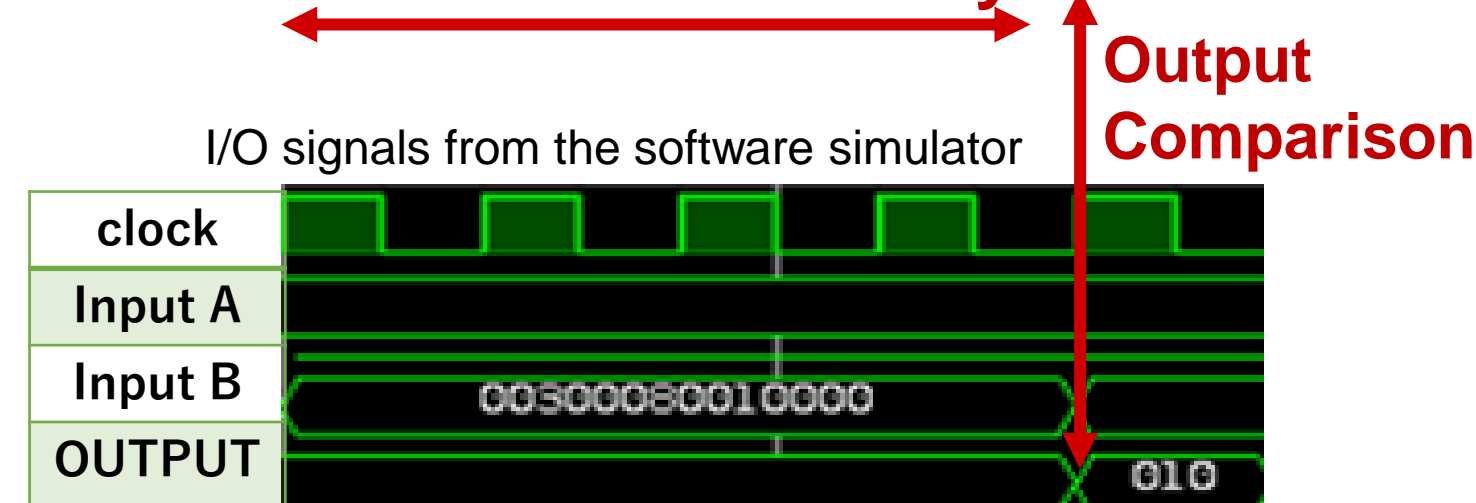 Output
Comparison
I/O signals from the software simulator
clock
Input A
Input B
00300080010000
OUTPUT
010